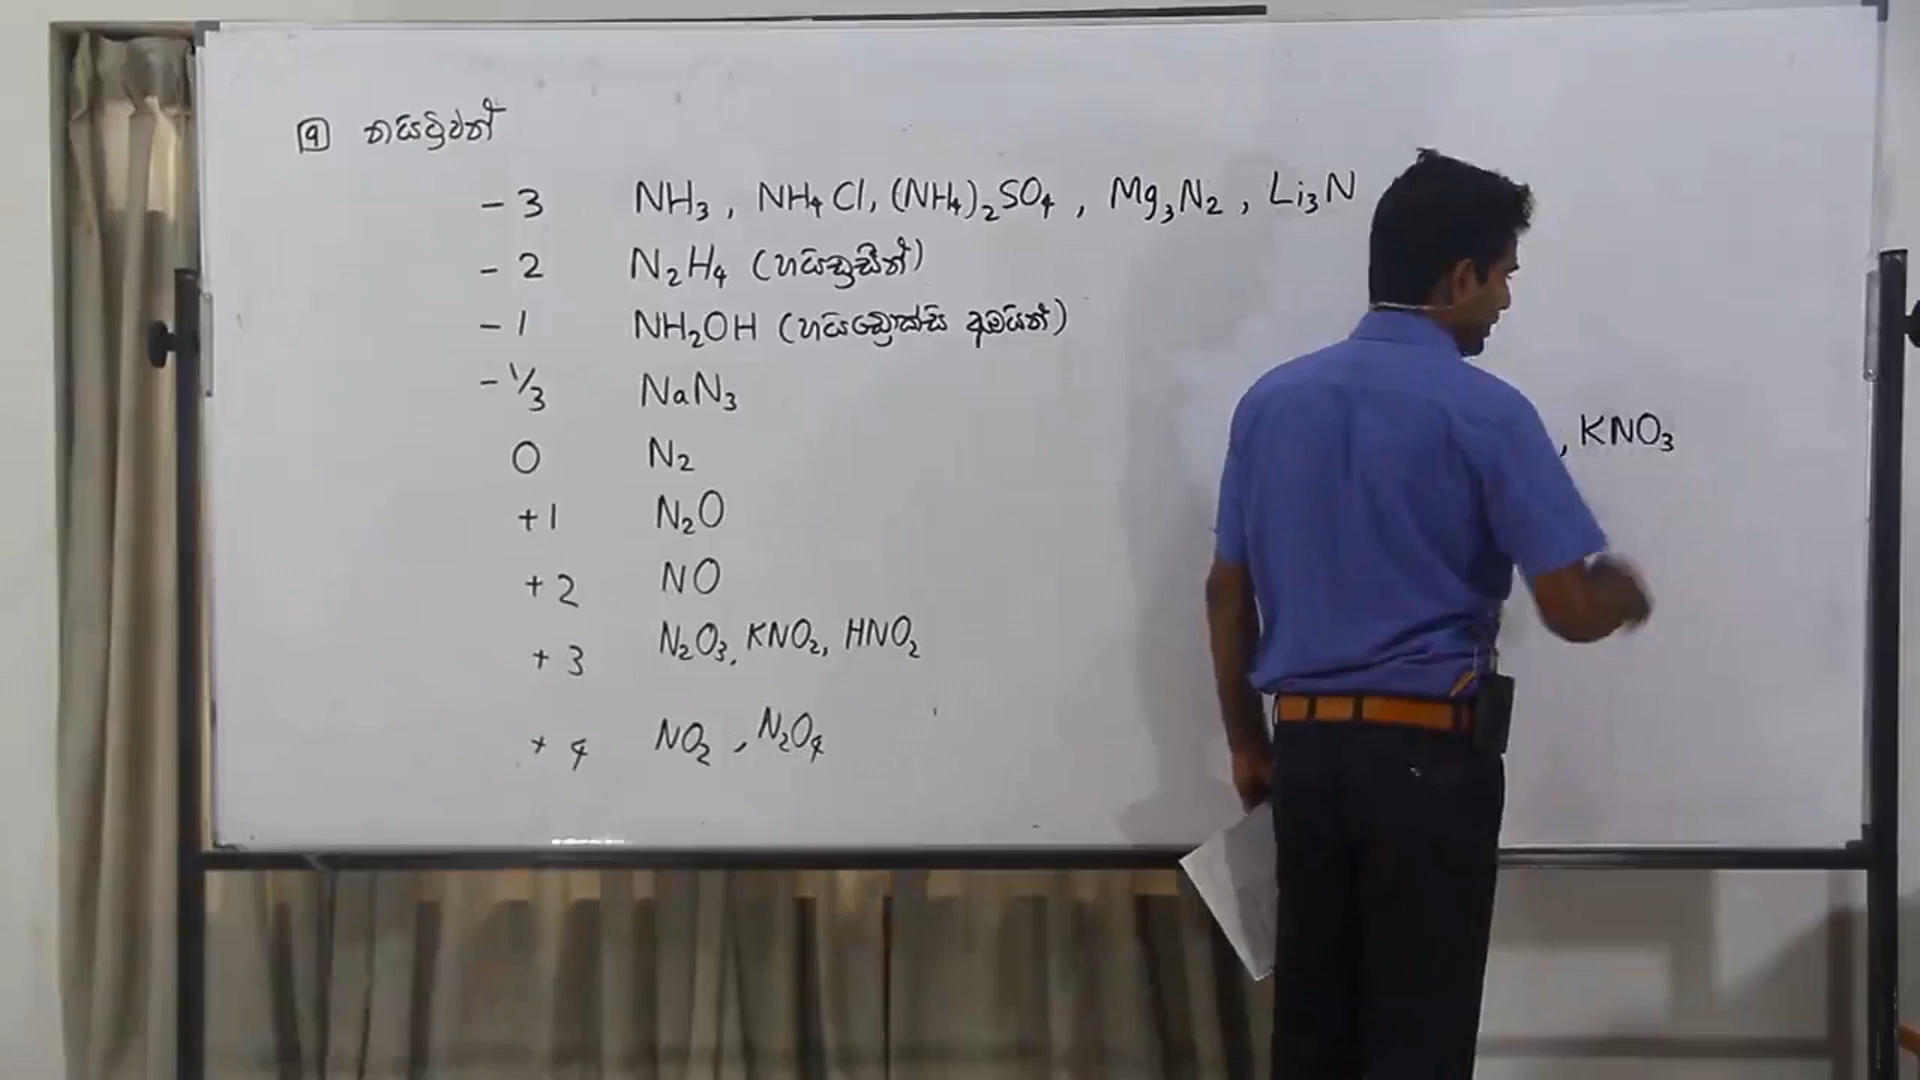 9 නයිට්‍රජන්
-3 NH₃, NH₄Cl, (NH₄)₂SO₄, Mg₃N₂, Li₃N
-2 N₂H₄ (හයිඩ්‍රසීන්)
-1 NH₂OH (හයිඩ්‍රොක්සි ඇමයින්)
-1/3 NaN₃
0 N₂
+1 N₂O
+2 NO
+3 N₂O₃, KNO₂, HNO₂
+4 NO₂, N₂O₄
, KNO₃